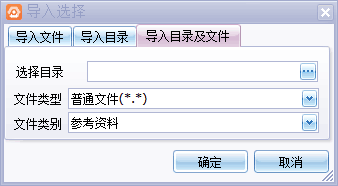 导入选择
导入文件 导入目录 导入目录及文件
选择目录
文件类型 普通文件(*.*)
文件类别 参考资料
确定 取消